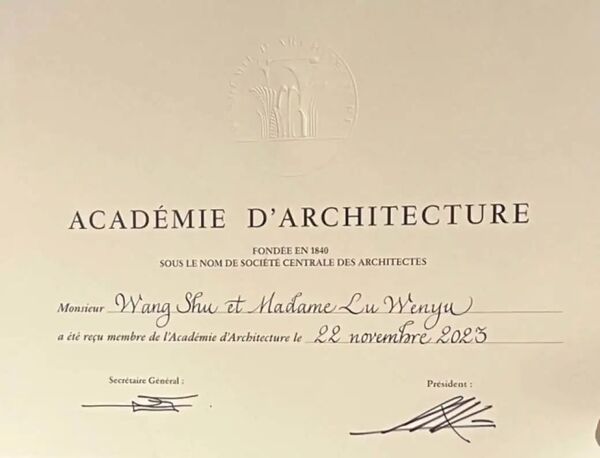 ACADÉMIE D'ARCHITECTURE
FONDÉE EN 1840
SOUS LE NOM DE SOCIÉTÉ CENTRALE DES ARCHITECTES
Monsieur Wang Shu et Madame Lu Wenyu
a été reçu membre de l'Académie d'Architecture le 22 novembre 2023
Secrétaire Général : Président :